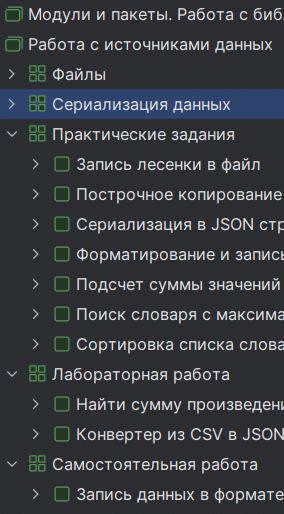 Модули и пакеты. Работа с биб
Работа с источниками данных
Файлы
Сериализация данных
Практические задания
Запись лесенки в файл
Построчное копирование
Сериализация в JSON стр
Форматирование и запись
Подсчет суммы значений
Поиск словаря с максима
Сортировка списка слова
Лабораторная работа
Найти сумму произведени
Конвертер из CSV в JSON
Самостоятельная работа
Запись данных в формате